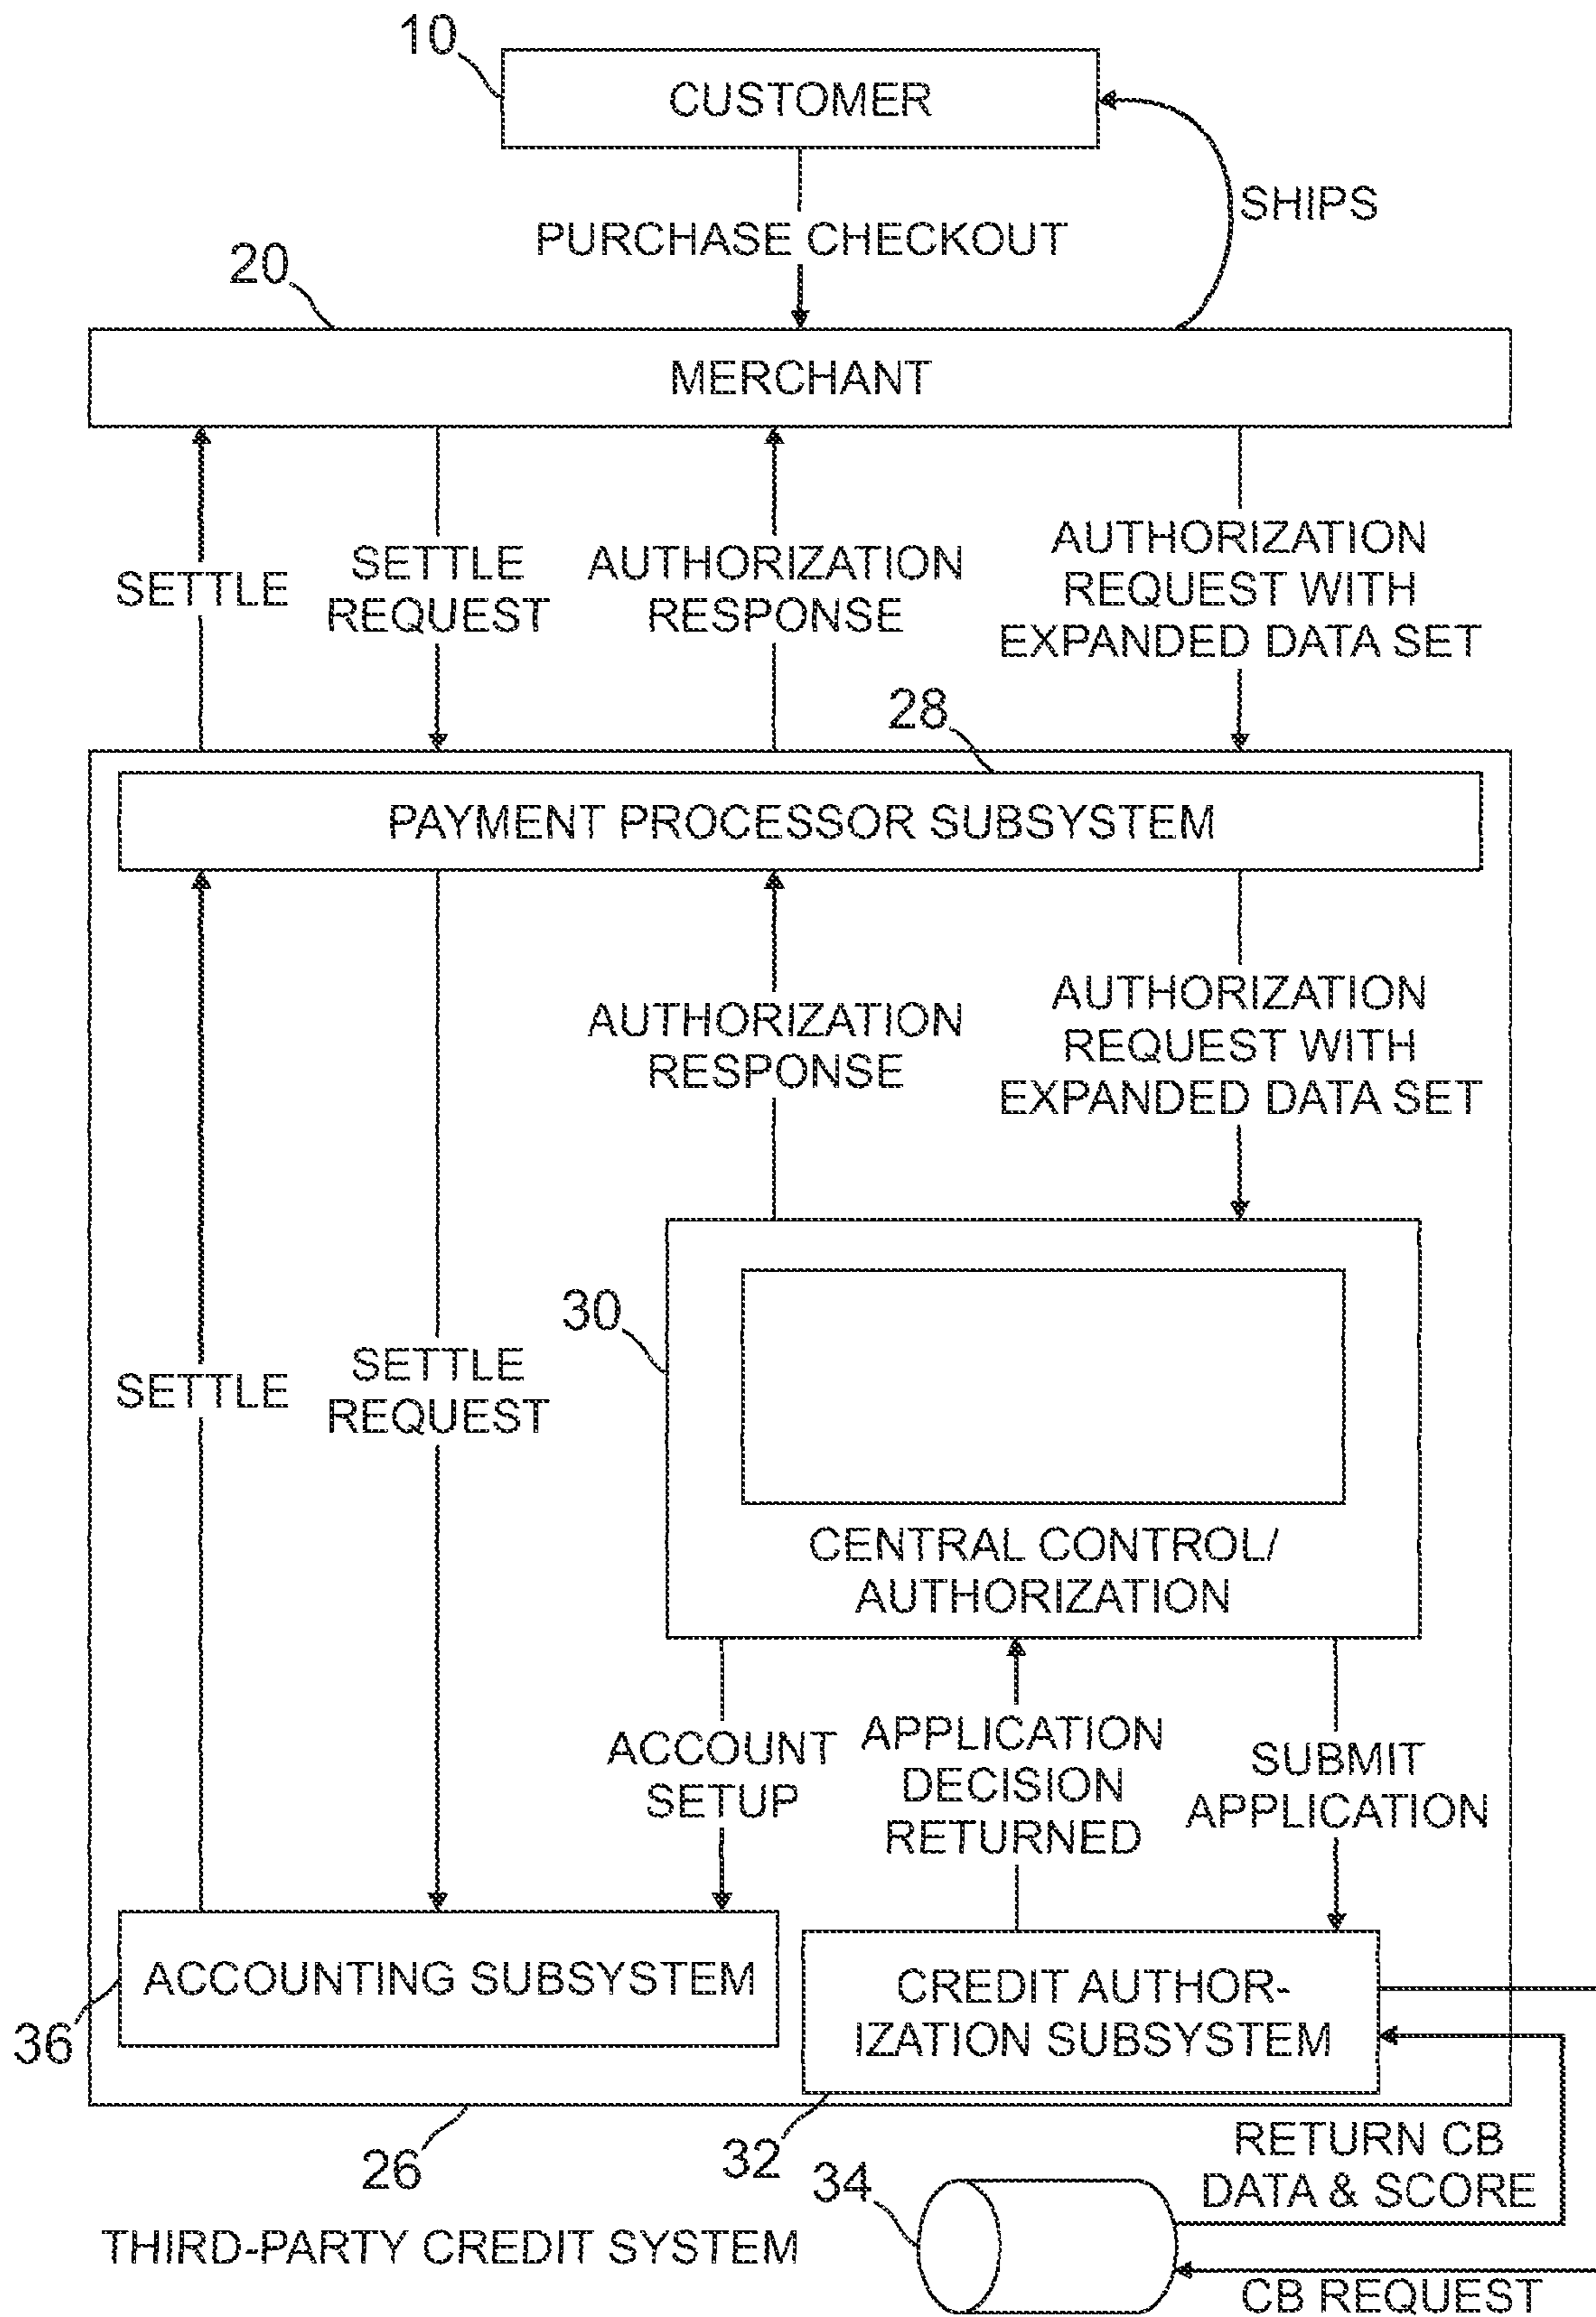 10
CUSTOMER
SHIPS
PURCHASE CHECKOUT
20
MERCHANT
SETTLE
SETTLE
REQUEST
AUTHORIZATION
RESPONSE
AUTHORIZATION
REQUEST WITH
EXPANDED DATA SET
28
PAYMENT PROCESSOR SUBSYSTEM
AUTHORIZATION
RESPONSE
AUTHORIZATION
REQUEST WITH
EXPANDED DATA SET
30
SETTLE
SETTLE
REQUEST
CENTRAL CONTROL/
AUTHORIZATION
ACCOUNT
SETUP
APPLICATION
DECISION
RETURNED
SUBMIT
APPLICATION
ACCOUNTING SUBSYSTEM
CREDIT AUTHOR-
IZATION SUBSYSTEM
36
26
32
34
RETURN CB
DATA & SCORE
THIRD-PARTY CREDIT SYSTEM
CB REQUEST